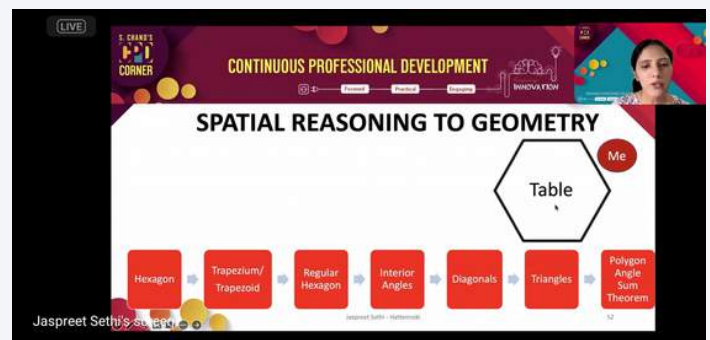 [LIVE]
S. CHAND'S
CPD
CORNER
CONTINUOUS PROFESSIONAL DEVELOPMENT
Focused
Practical
Engaging
INNOVATION
SPATIAL REASONING TO GEOMETRY
Me
Table
Hexagon
Trapezium/
Trapezoid
Regular
Hexagon
Interior
Angles
Diagonals
Triangles
Polygon
Angle
Sum
Theorem
Jaspreet Sethi's screen
52